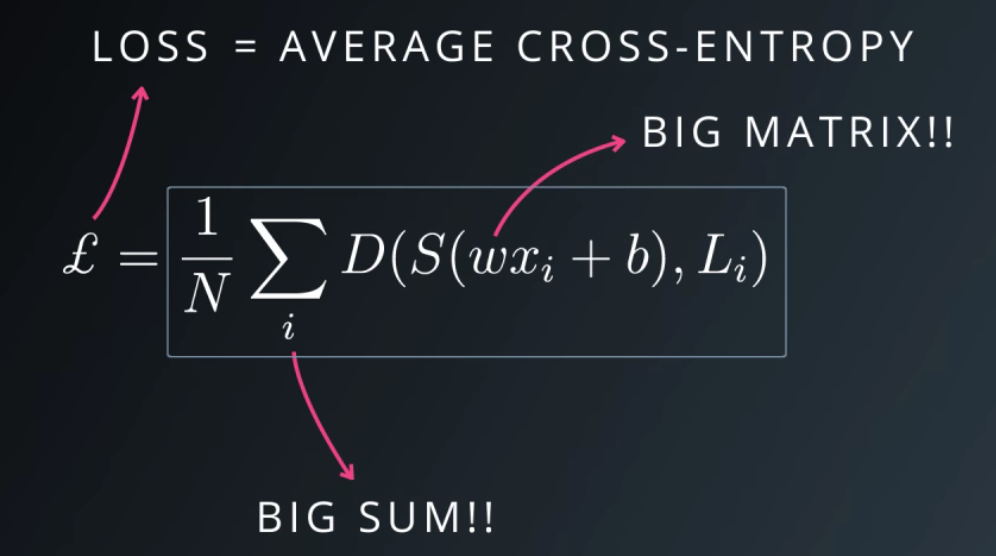 LOSS = AVERAGE CROSS-ENTROPY
BIG MATRIX!!
£ = 1/N ∑_i D(S(wx_i + b), L_i)
BIG SUM!!